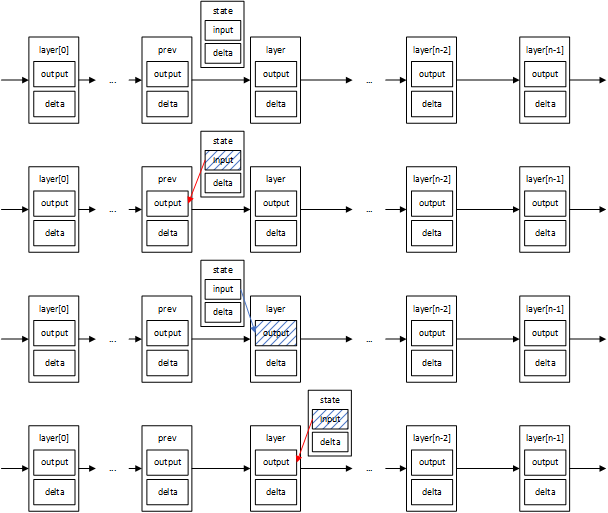 state
input
delta
layer[0]
prev
layer
layer[n-2]
layer[n-1]
output
output
output
output
output
...
...
delta
delta
delta
delta
delta
state
input
delta
layer[0]
prev
layer
layer[n-2]
layer[n-1]
output
output
output
output
output
...
...
delta
delta
delta
delta
delta
state
input
delta
layer[0]
prev
layer
layer[n-2]
layer[n-1]
output
output
output
output
output
...
...
delta
delta
delta
delta
delta
state
input
delta
layer[0]
prev
layer
layer[n-2]
layer[n-1]
output
output
output
output
output
...
...
delta
delta
delta
delta
delta